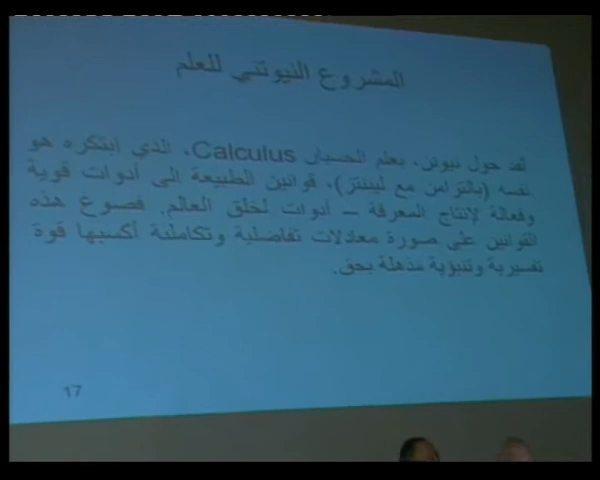 المشروع النيوتني للعلم
لقد حول نيوتن، بعلم الحسبان Calculus، الذي ابتكره هو
نفسه (بالتزامن مع ليبنتز)، قوانين الطبيعة الى أدوات قوية
وفعالة لإنتاج المعرفة – أدوات لخلق العالم. فصوغ هذه
القوانين على صورة معادلات تفاضلية وتكاملية أكسبها قوة
تفسيرية وتنبؤية مذهلة بحق.
17